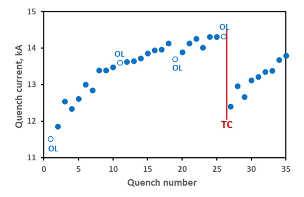 Quench current, kA
15
14
13
12
11
OL
OL
OL
OL
TC
0
5
10
15
20
25
30
35
Quench number